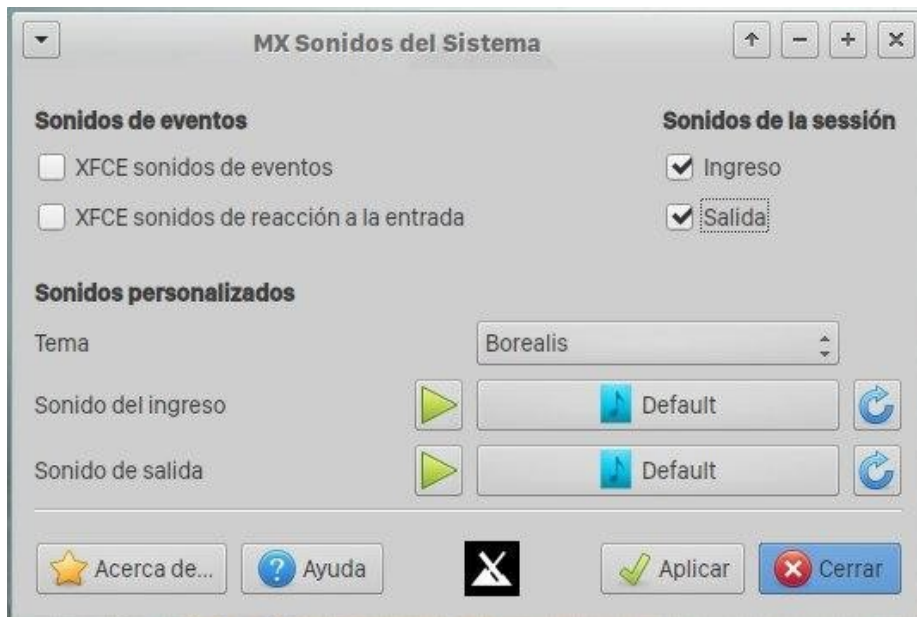 MX Sonidos del Sistema
Sonidos de eventos
Sonidos de la sessión
XFCE sonidos de eventos
Ingreso
XFCE sonidos de reacción a la entrada
Salida
Sonidos personalizados
Tema
Borealis
Sonido del ingreso
Default
Sonido de salida
Default
Acerca de...
Ayuda
Aplicar
Cerrar